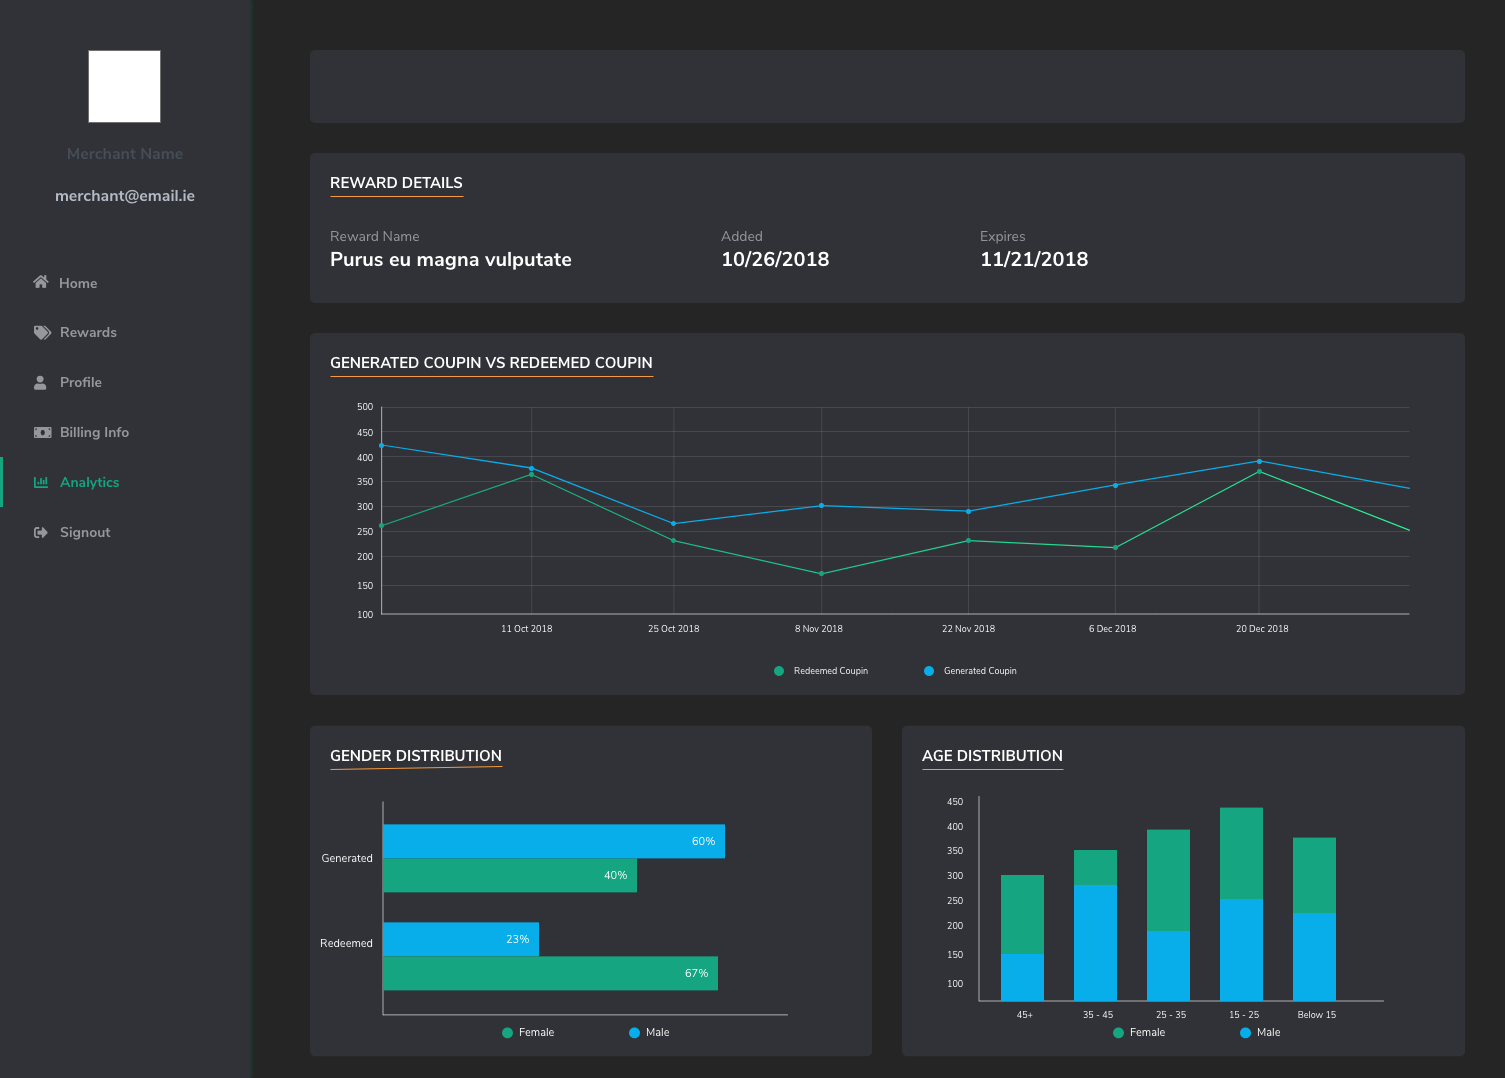 Merchant Name
merchant@email.ie
Home
Rewards
Profile
Billing Info
Analytics
Signout
REWARD DETAILS
Reward Name Added Expires
Purus eu magna vulputate 10/26/2018 11/21/2018
GENERATED COUPIN VS REDEEMED COUPIN
500
450
400
350
300
250
200
150
100
11 Oct 2018 25 Oct 2018 8 Nov 2018 22 Nov 2018 6 Dec 2018 20 Dec 2018
Redeemed Coupin Generated Coupin
GENDER DISTRIBUTION
60%
Generated
40%
23%
Redeemed
67%
Female Male
AGE DISTRIBUTION
450
400
350
300
250
200
150
100
45+ 35 - 45 25 - 35 15 - 25 Below 15
Female Male